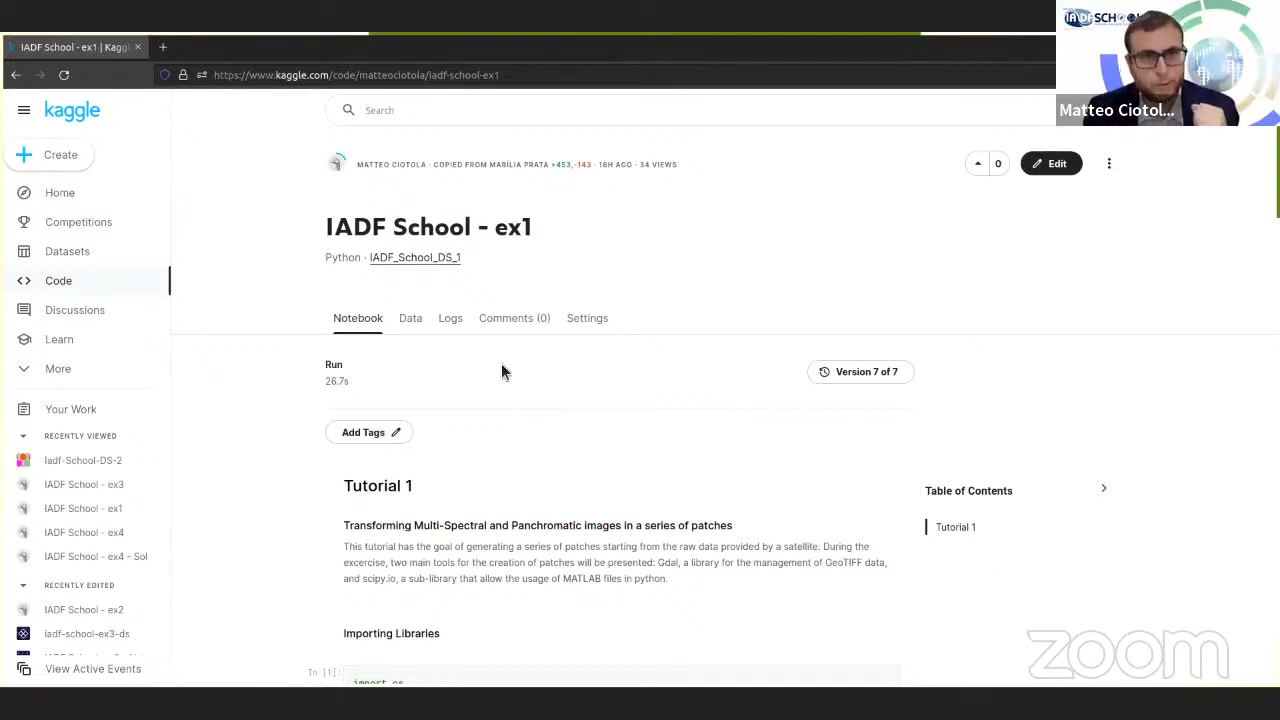 IADF School - ex1 | Kaggl
https://www.kaggle.com/code/matteociotola/iadf-school-ex1
IADF SCHOOL
Matteo Ciotol...
kaggle
Search
Create
Home
Competitions
Datasets
Code
Discussions
Learn
More
Your Work
RECENTLY VIEWED
Iadf-School-DS-2
IADF School - ex3
IADF School - ex1
IADF School - ex4
IADF School - ex4 - Sol
RECENTLY EDITED
IADF School - ex2
iadf-school-ex3-ds
View Active Events
MATTEO CIOTOLA · COPIED FROM MARÍLIA PRATA +453,-143 · 16H AGO · 34 VIEWS
0
Edit
IADF School - ex1
Python · IADF_School_DS_1
Notebook Data Logs Comments (0) Settings
Run
26.7s
Version 7 of 7
Add Tags
Tutorial 1
Transforming Multi-Spectral and Panchromatic images in a series of patches
This tutorial has the goal of generating a series of patches starting from the raw data provided by a satellite. During the
excercise, two main tools for the creation of patches will be presented: Gdal, a library for the management of GeoTIFF data,
and scipy.io, a sub-library that allow the usage of MATLAB files in python.
Importing Libraries
In [1]:
import os
Table of Contents
Tutorial 1
zoom